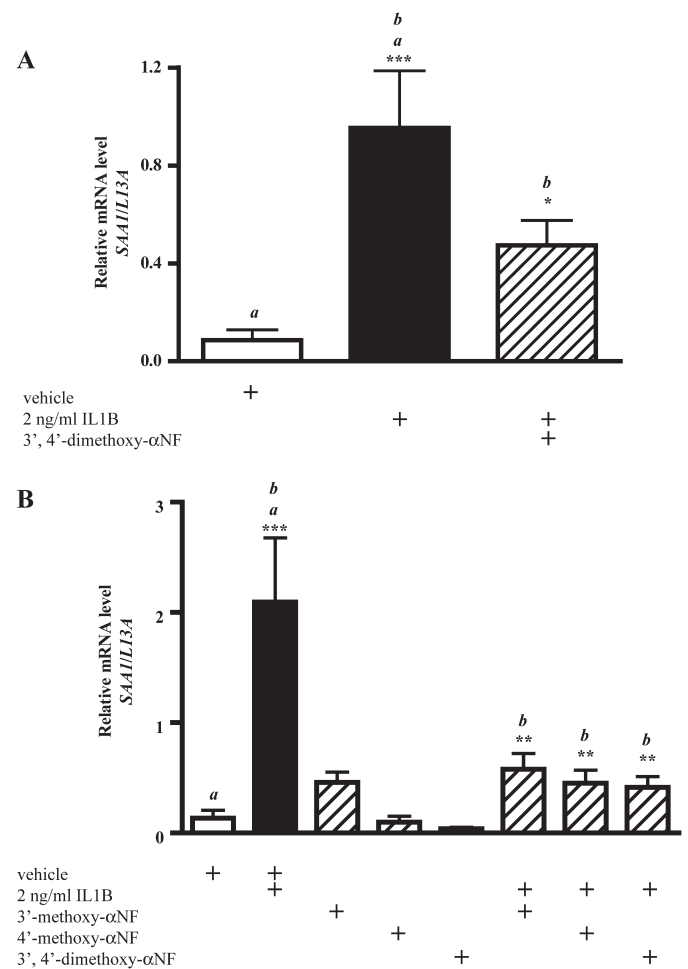 b
a
A
***
1.2
b
0.8
*
Relative mRNA level
SAA1/L13A
0.4
a
0.0
vehicle +
2 ng/ml IL1B + +
3’, 4’-dimethoxy-αNF +
B
b
a
***
3
2
Relative mRNA level
SAA1/L13A
1
b
**
b
**
b
**
a
0
vehicle + +
2 ng/ml IL1B + + + +
3’-methoxy-αNF + +
4’-methoxy-αNF + +
3’, 4’-dimethoxy-αNF + +